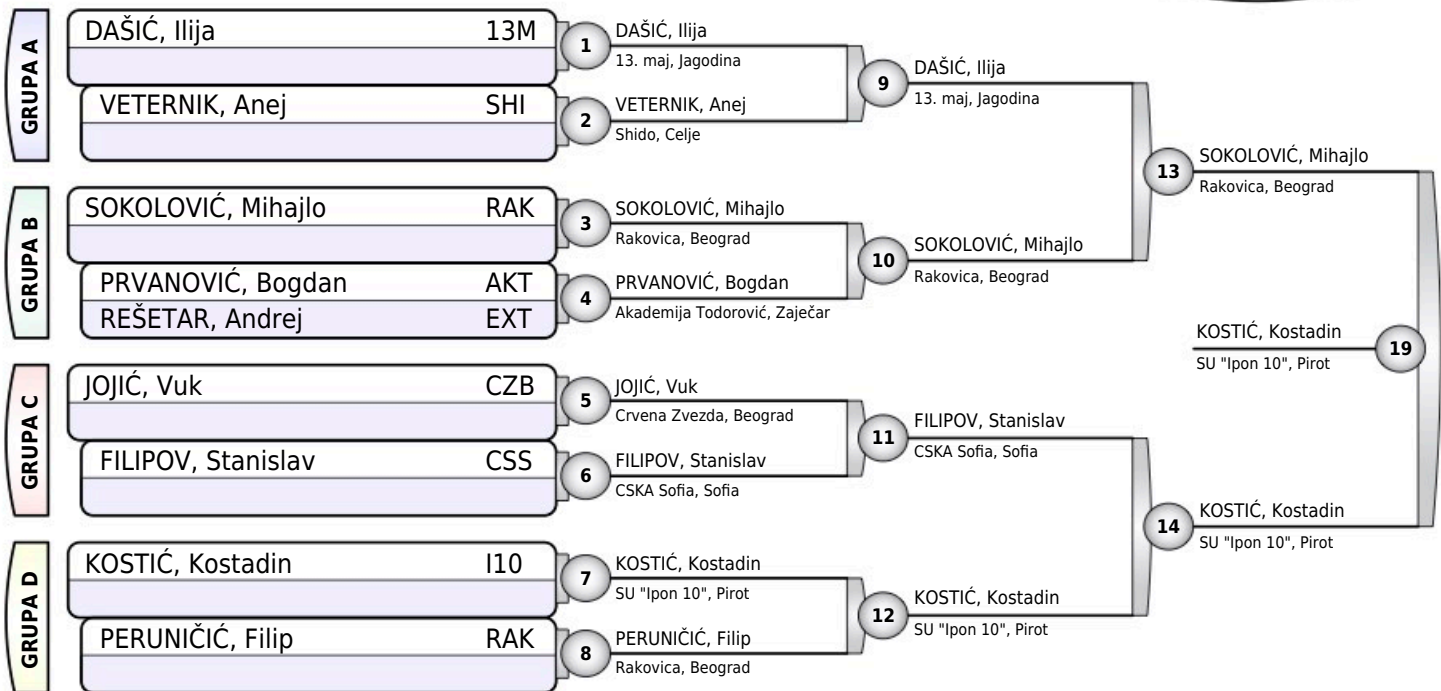 GRUPA A
DAŠIĆ, Ilija 13M
VETERNIK, Anej SHI
GRUPA B
SOKOLOVIĆ, Mihajlo RAK
PRVANOVIĆ, Bogdan AKT
REŠETAR, Andrej EXT
GRUPA C
JOJIĆ, Vuk CZB
FILIPOV, Stanislav CSS
GRUPA D
KOSTIĆ, Kostadin I10
PERUNIČIĆ, Filip RAK
1 DAŠIĆ, Ilija
13. maj, Jagodina
2 VETERNIK, Anej
Shido, Celje
3 SOKOLOVIĆ, Mihajlo
Rakovica, Beograd
4 PRVANOVIĆ, Bogdan
Akademija Todorović, Zaječar
5 JOJIĆ, Vuk
Crvena Zvezda, Beograd
6 FILIPOV, Stanislav
CSKA Sofia, Sofia
7 KOSTIĆ, Kostadin
SU "Ipon 10", Pirot
8 PERUNIČIĆ, Filip
Rakovica, Beograd
9 DAŠIĆ, Ilija
13. maj, Jagodina
10 SOKOLOVIĆ, Mihajlo
Rakovica, Beograd
11 FILIPOV, Stanislav
CSKA Sofia, Sofia
12 KOSTIĆ, Kostadin
SU "Ipon 10", Pirot
13 SOKOLOVIĆ, Mihajlo
Rakovica, Beograd
14 KOSTIĆ, Kostadin
SU "Ipon 10", Pirot
KOSTIĆ, Kostadin 19
SU "Ipon 10", Pirot